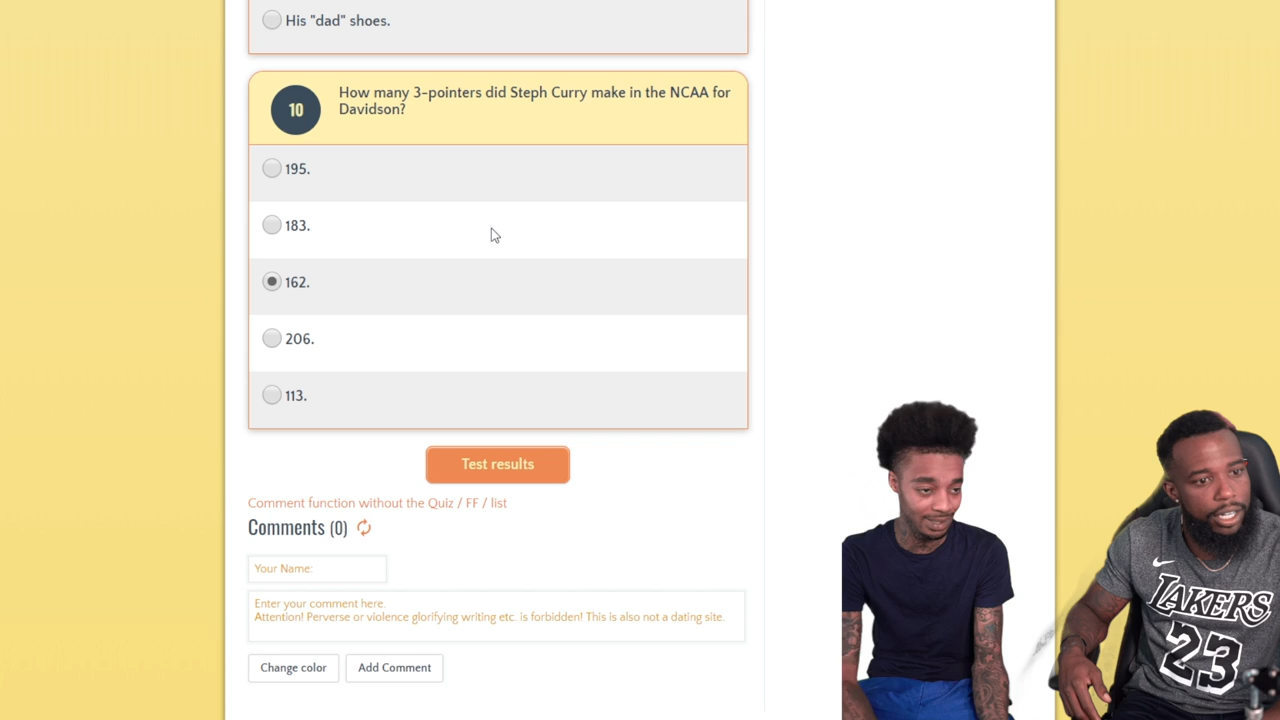 His "dad" shoes.
10
How many 3-pointers did Steph Curry make in the NCAA for
Davidson?
195.
183.
162.
206.
113.
Test results
Comment function without the Quiz / FF / list
Comments (0)
Your Name:
Enter your comment here.
Attention! Perverse or violence glorifying writing etc. is forbidden! This is also not a dating site.
Change color
Add Comment
LAKERS
23